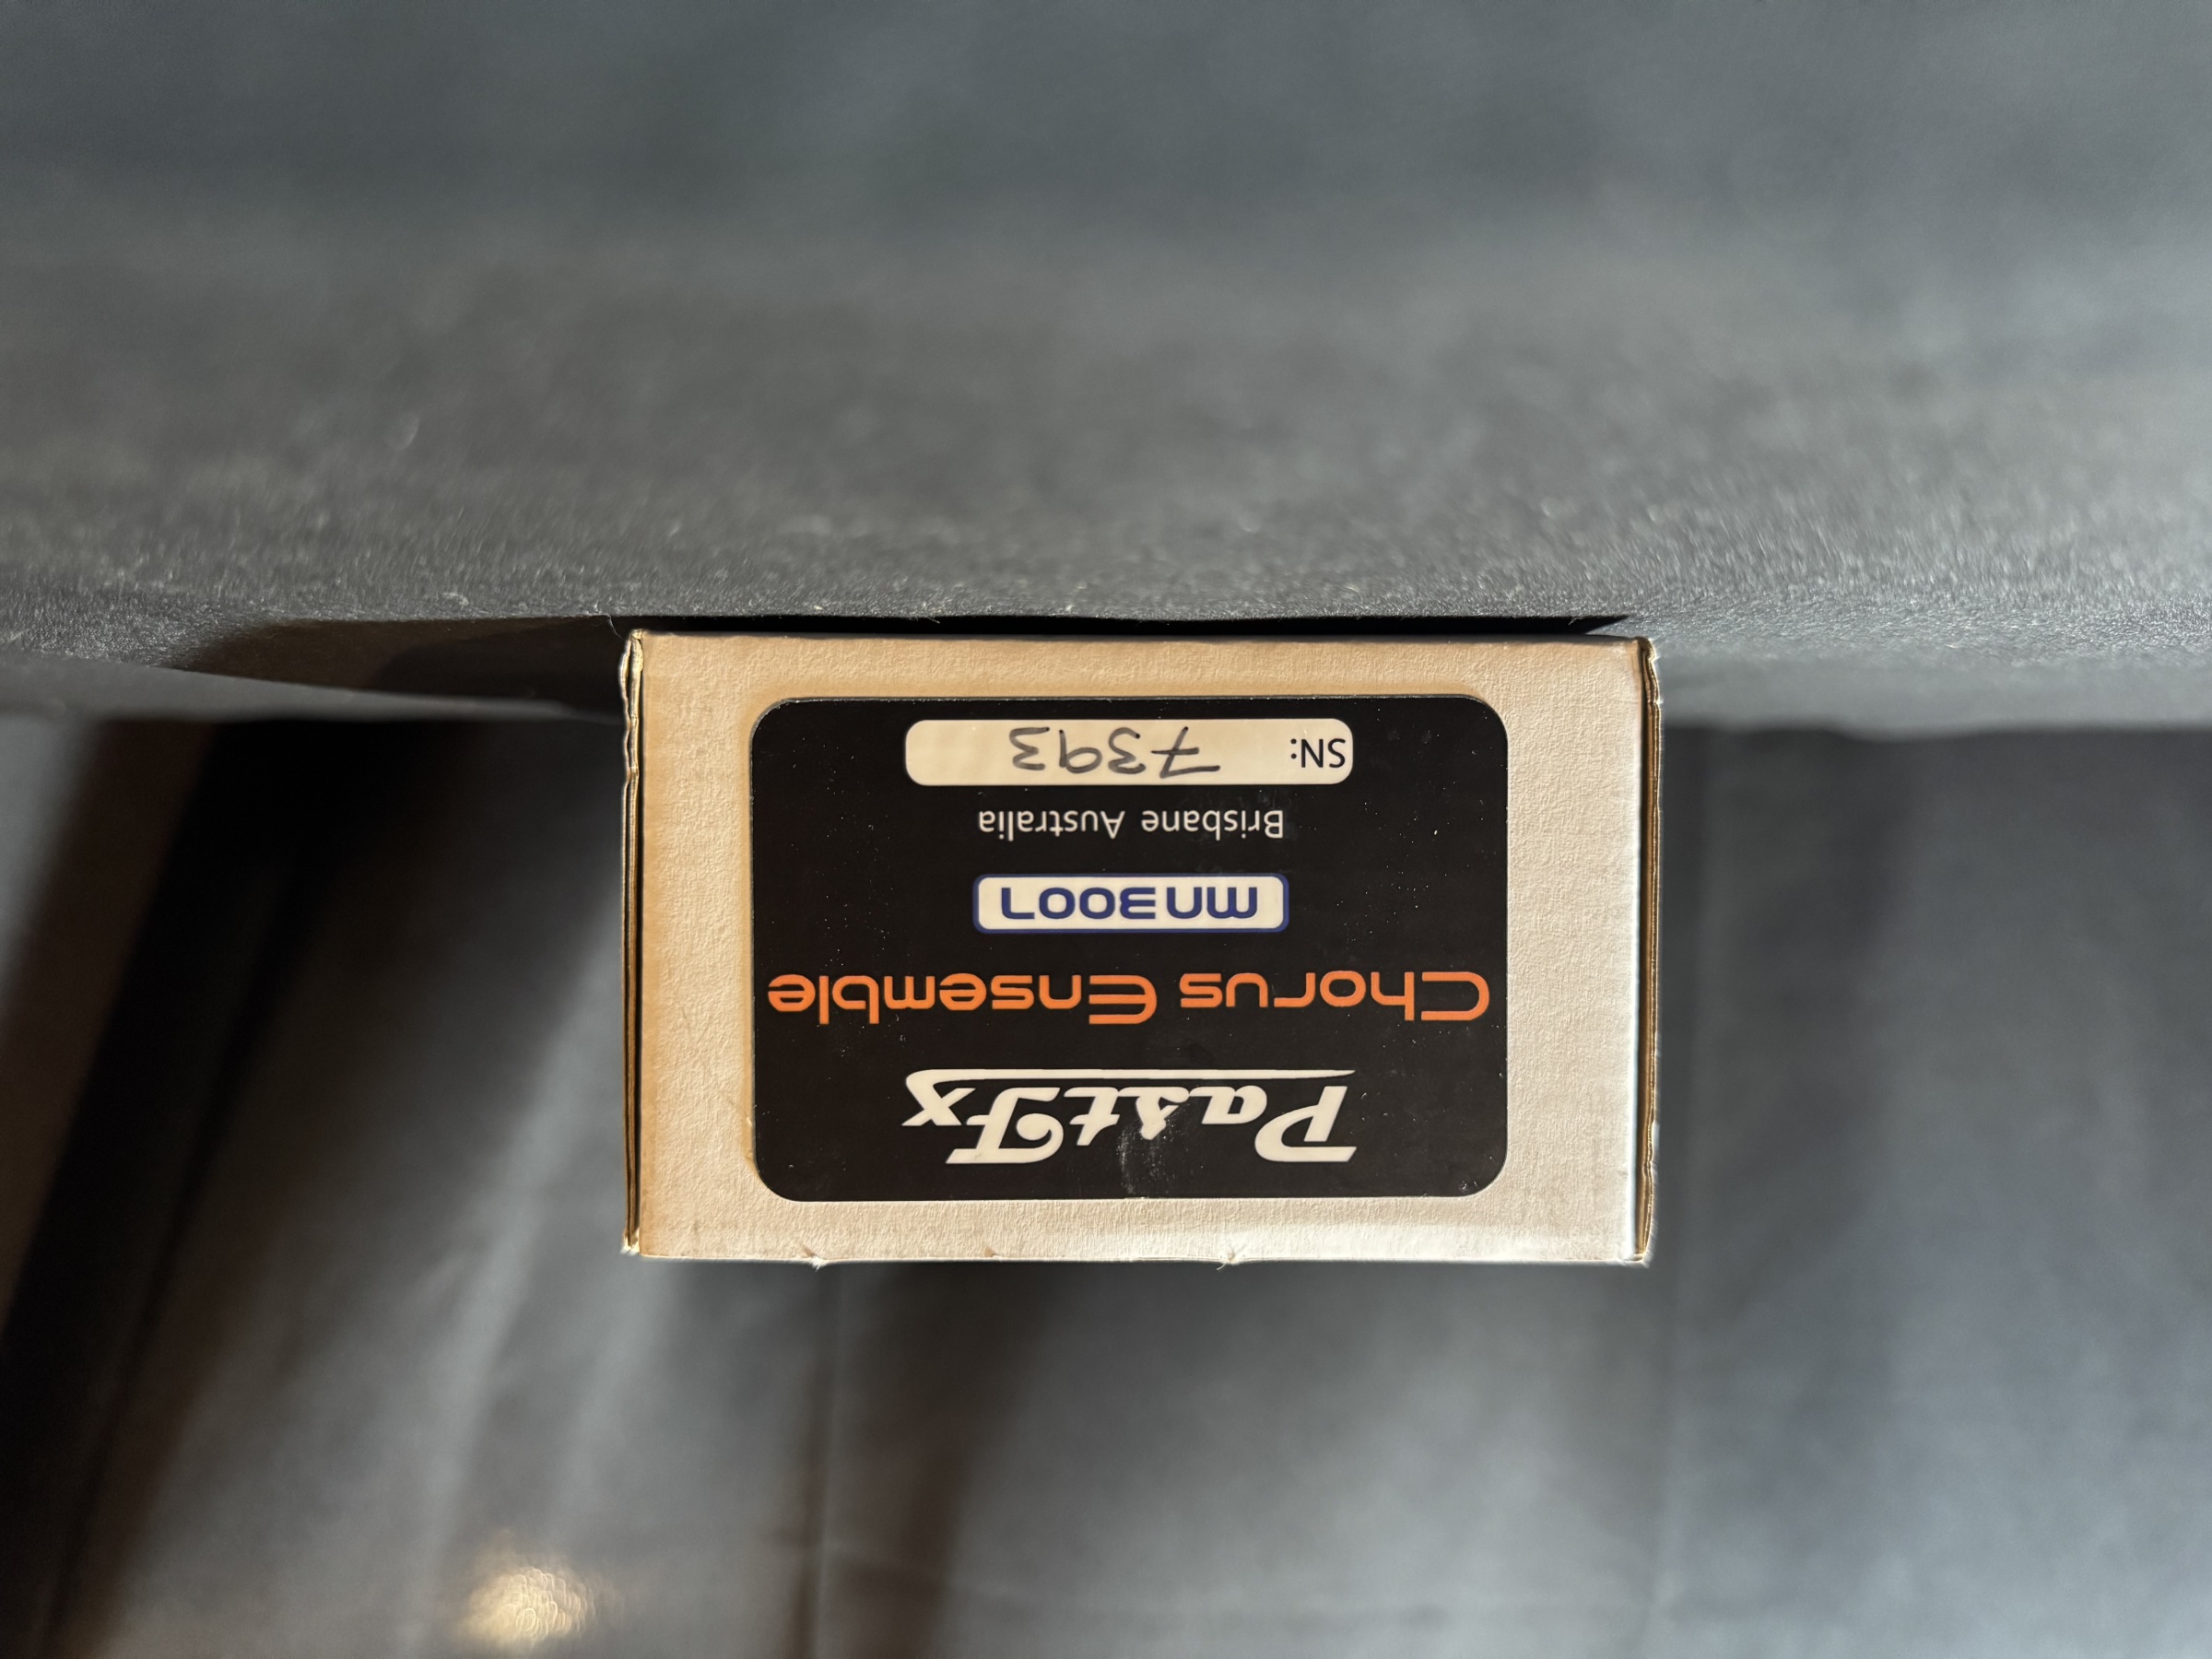 PastFx
Chorus Ensemble
MN3007
Brisbane Australia
SN: 7393